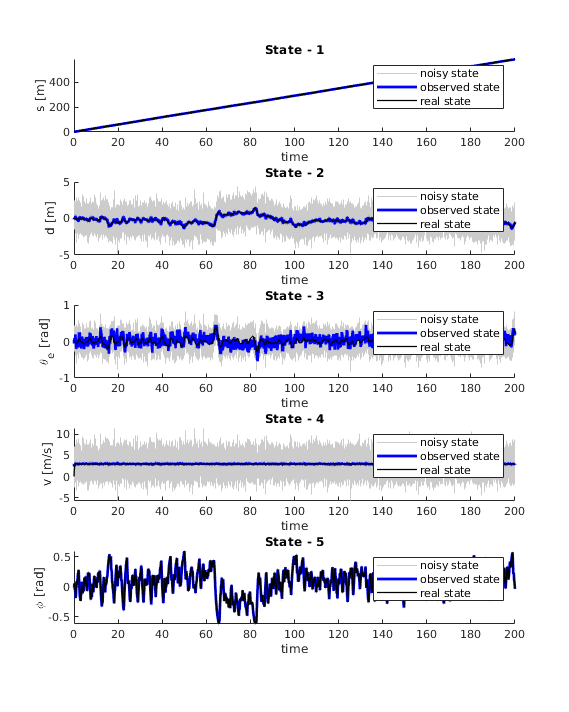 State - 1
s [m]
400
200
0
noisy state
observed state
real state
0 20 40 60 80 100 120 140 160 180 200
time
State - 2
d [m]
5
0
-5
noisy state
observed state
real state
0 20 40 60 80 100 120 140 160 180 200
time
State - 3
θe [rad]
1
0
-1
noisy state
observed state
real state
0 20 40 60 80 100 120 140 160 180 200
time
State - 4
v [m/s]
10
5
0
-5
noisy state
observed state
real state
0 20 40 60 80 100 120 140 160 180 200
time
State - 5
ϕ [rad]
0.5
0
-0.5
noisy state
observed state
real state
0 20 40 60 80 100 120 140 160 180 200
time